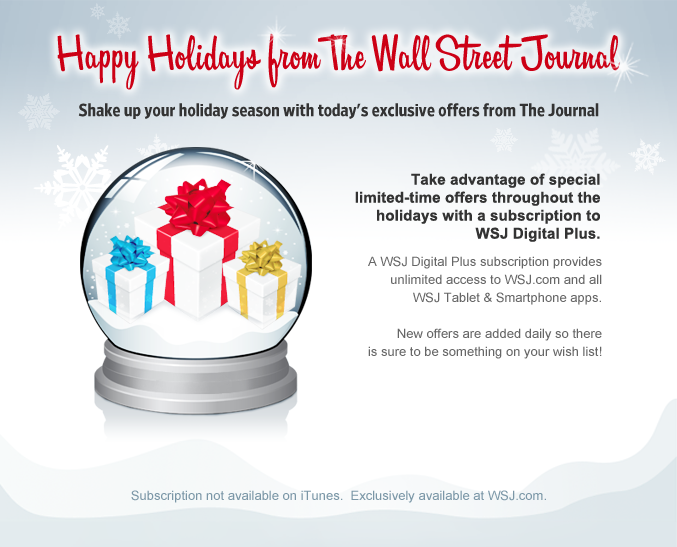 Happy Holidays from The Wall Street Journal
Shake up your holiday season with today's exclusive offers from The Journal
Take advantage of special
limited-time offers throughout the
holidays with a subscription to
WSJ Digital Plus.
A WSJ Digital Plus subscription provides
unlimited access to WSJ.com and all
WSJ Tablet & Smartphone apps.
New offers are added daily so there
is sure to be something on your wish list!
Subscription not available on iTunes.  Exclusively available at WSJ.com.